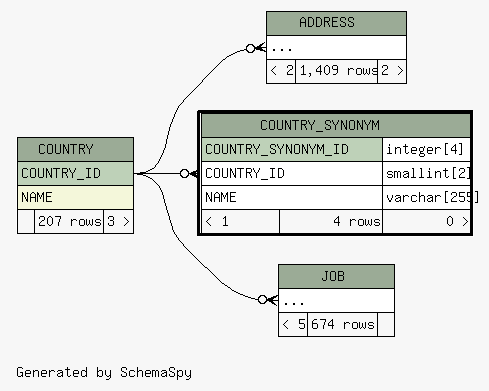 ADDRESS
...
< 2 1,409 rows 2 >
COUNTRY_SYNONYM
COUNTRY_SYNONYM_ID integer[4]
COUNTRY_ID smallint[2]
NAME varchar[255]
< 1 4 rows 0 >
COUNTRY
COUNTRY_ID
NAME
207 rows 3 >
JOB
...
< 5 674 rows
Generated by SchemaSpy